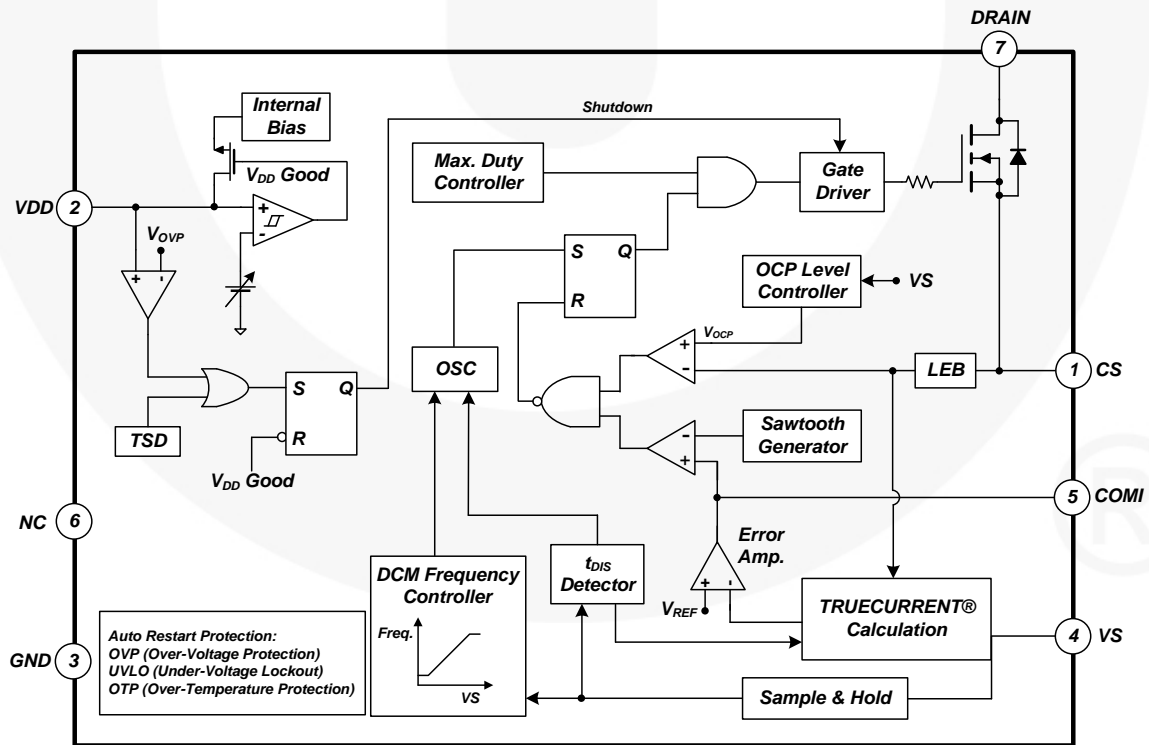 DRAIN
7
Internal
Bias
Shutdown
VDD Good
Max. Duty
Controller
Gate
Driver
VDD
2
+
-
VOVP
+
-
S
Q
R
OCP Level
Controller
VS
VOCP
+
-
OSC
LEB
1
CS
S
Q
R
TSD
VDD Good
-
+
Sawtooth
Generator
5
COMI
NC
6
Error
Amp.
+
-
VREF
tDIS
Detector
DCM Frequency
Controller
Freq.
VS
TRUECURRENT®
Calculation
4
VS
GND
3
Auto Restart Protection:
OVP (Over-Voltage Protection)
UVLO (Under-Voltage Lockout)
OTP (Over-Temperature Protection)
Sample & Hold
®